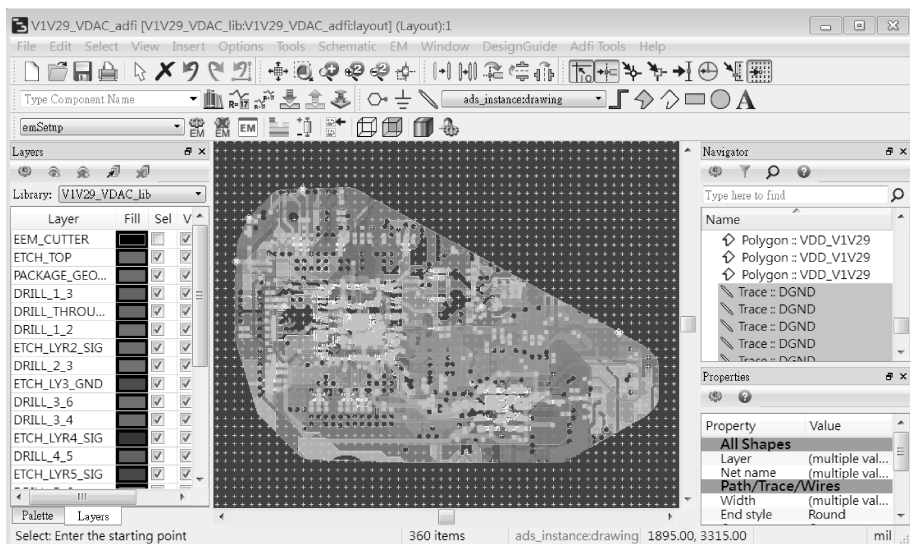 V1V29_VDAC_adfi [V1V29_VDAC_lib:V1V29_VDAC_adfi:layout] (Layout):1
File Edit Select View Insert Options Tools Schematic EM Window DesignGuide Adfi Tools Help
Type Component Name
R=17
ads_instance:drawing
A
emSetup
EM
EM
EM
Layers
Library: V1V29_VDAC_lib
Layer Fill Sel V
EEM_CUTTER
ETCH_TOP
PACKAGE_GEO...
DRILL_1_3
DRILL_THROU...
DRILL_1_2
ETCH_LYR2_SIG
DRILL_2_3
ETCH_LY3_GND
DRILL_3_6
DRILL_3_4
ETCH_LYR4_SIG
DRILL_4_5
ETCH_LYR5_SIG
Palette Layers
Navigator
Type here to find
Name
Polygon :: VDD_V1V29
Polygon :: VDD_V1V29
Polygon :: VDD_V1V29
Trace :: DGND
Trace :: DGND
Trace :: DGND
Trace :: DGND
Trace :: DGND
Properties
Property Value
All Shapes
Layer (multiple val...
Net name (multiple val...
Path/Trace/Wires
Width (multiple val...
End style Round
Select: Enter the starting point 360 items ads_instance:drawing 1895.00, 3315.00 mil